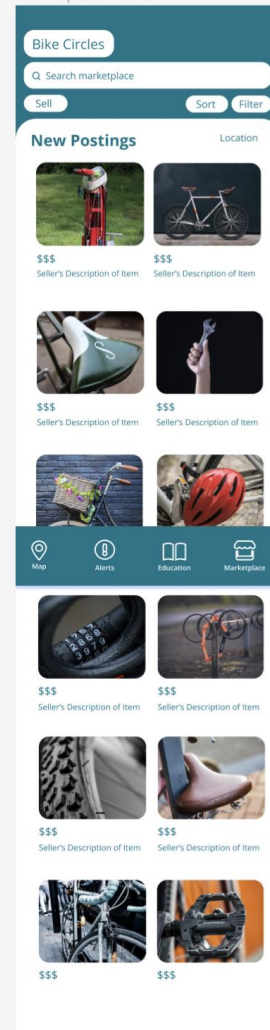 Bike Circles
Search marketplace
Sell
Sort
Filter
New Postings
Location
$$$
$$$
Seller's Description of Item
Seller's Description of Item
$$$
$$$
Seller's Description of Item
Seller's Description of Item
Map
Alerts
Education
Marketplace
$$$
$$$
Seller's Description of Item
Seller's Description of Item
$$$
$$$
Seller's Description of Item
Seller's Description of Item
$$$
$$$